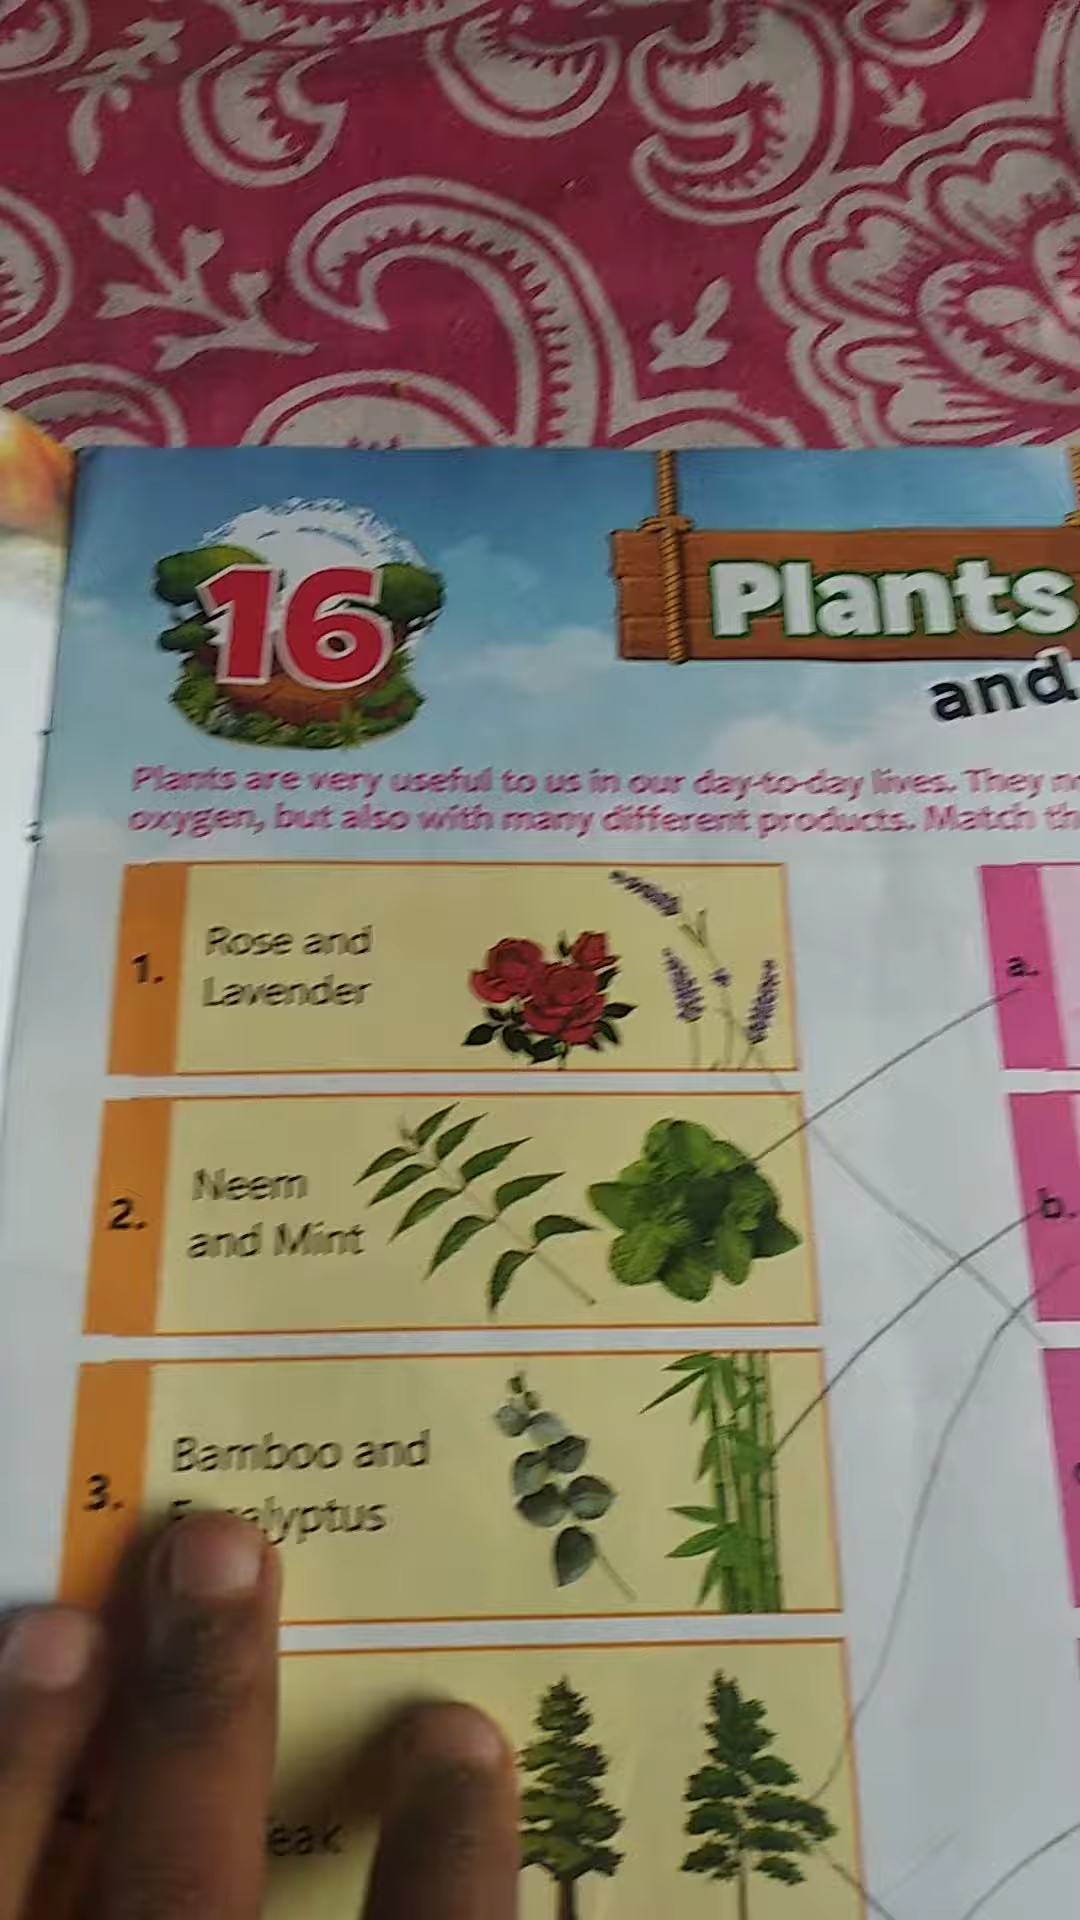 16
Plants
and
Plants are very useful to us in our day-to-day lives. They
oxygen, but also with many different products. Match
1.
Rose and
Lavender
a.
2.
Neem
and Mint
b.
3.
Bamboo and